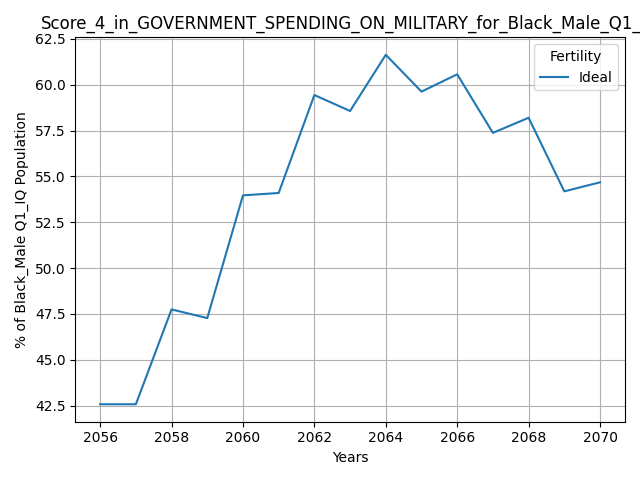 Score_4_in_GOVERNMENT_SPENDING_ON_MILITARY_for_Black_Male_Q1_
62.5
60.0
57.5
55.0
52.5
50.0
47.5
45.0
42.5
% of Black_Male Q1_IQ Population
Fertility
Ideal
2056 2058 2060 2062 2064 2066 2068 2070
Years